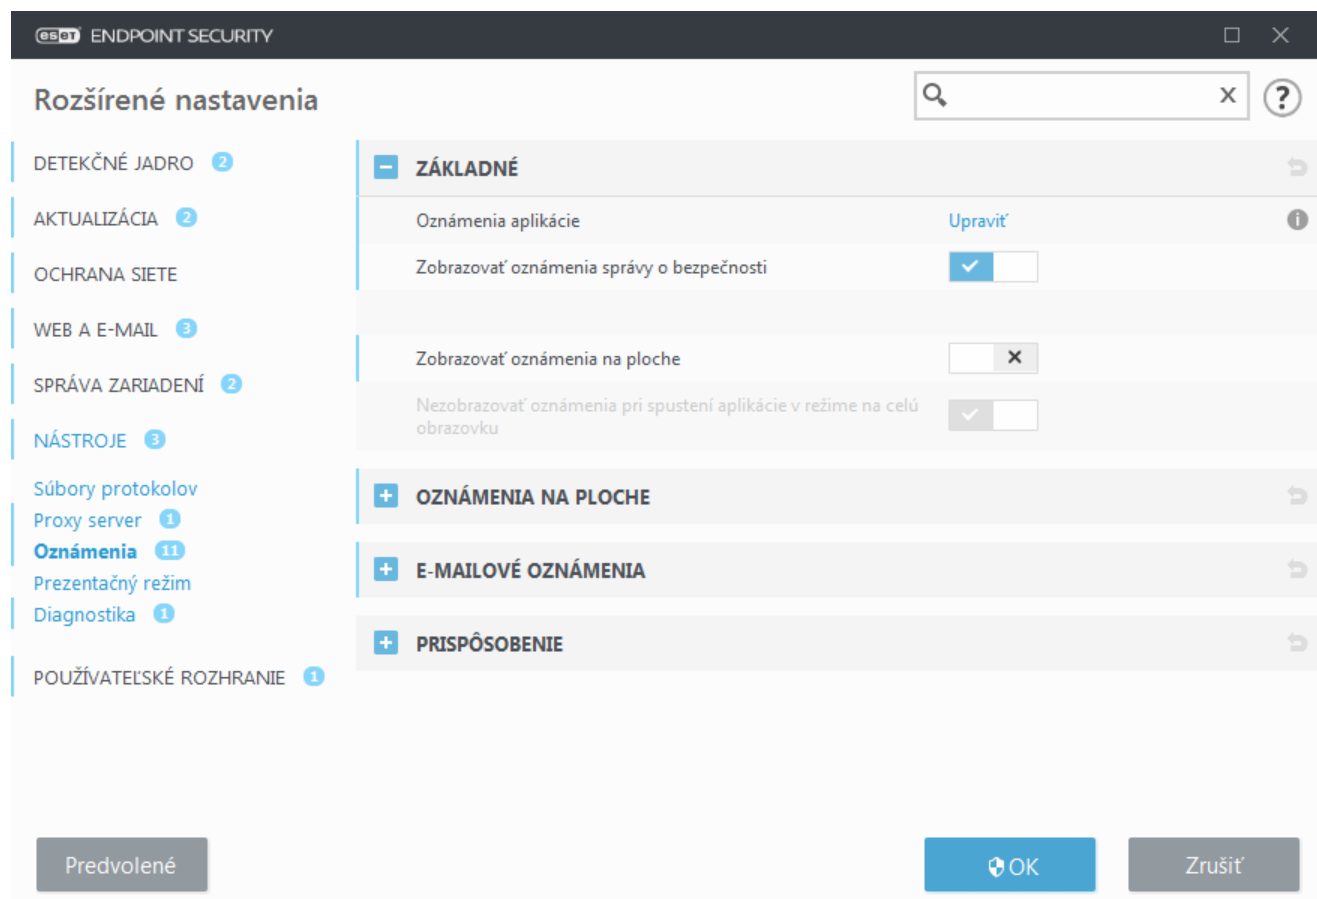 eset ENDPOINT SECURITY
Rozšírené nastavenia
DETEKČNÉ JADRO 2
AKTUALIZÁCIA 2
OCHRANA SIETE
WEB A E-MAIL 3
SPRÁVA ZARIADENÍ 2
NÁSTROJE 3
Súbory protokolov
Proxy server 1
Oznámenia 11
Prezentačný režim
Diagnostika 1
POUŽÍVATEĽSKÉ ROZHRANIE 1
ZÁKLADNÉ
Oznámenia aplikácie Upraviť
Zobrazovať oznámenia správy o bezpečnosti
Zobrazovať oznámenia na ploche
Nezobrazovať oznámenia pri spustení aplikácie v režime na celú
obrazovku
OZNÁMENIA NA PLOCHE
E-MAILOVÉ OZNÁMENIA
PRISPÔSOBENIE
Predvolené
OK
Zrušiť